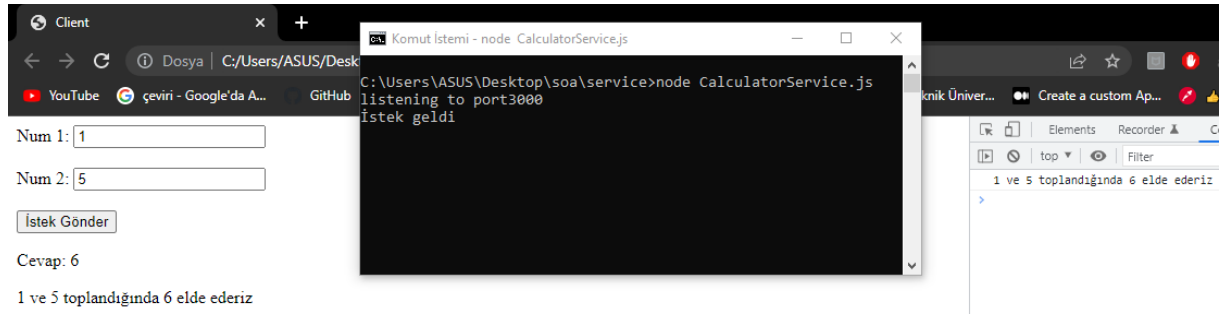 Client
Komut İstemi - node CalculatorService.js
Dosya | C:/Users/ASUS/Desk
YouTube
çeviri - Google'da A...
GitHub
knik Üniver...
Create a custom Ap...
C:\Users\ASUS\Desktop\soa\service>node CalculatorService.js
listening to port3000
İstek geldi
Num 1: 1
Num 2: 5
İstek Gönder
Cevap: 6
1 ve 5 toplandığında 6 elde ederiz
Elements Recorder
top Filter
1 ve 5 toplandığında 6 elde ederiz